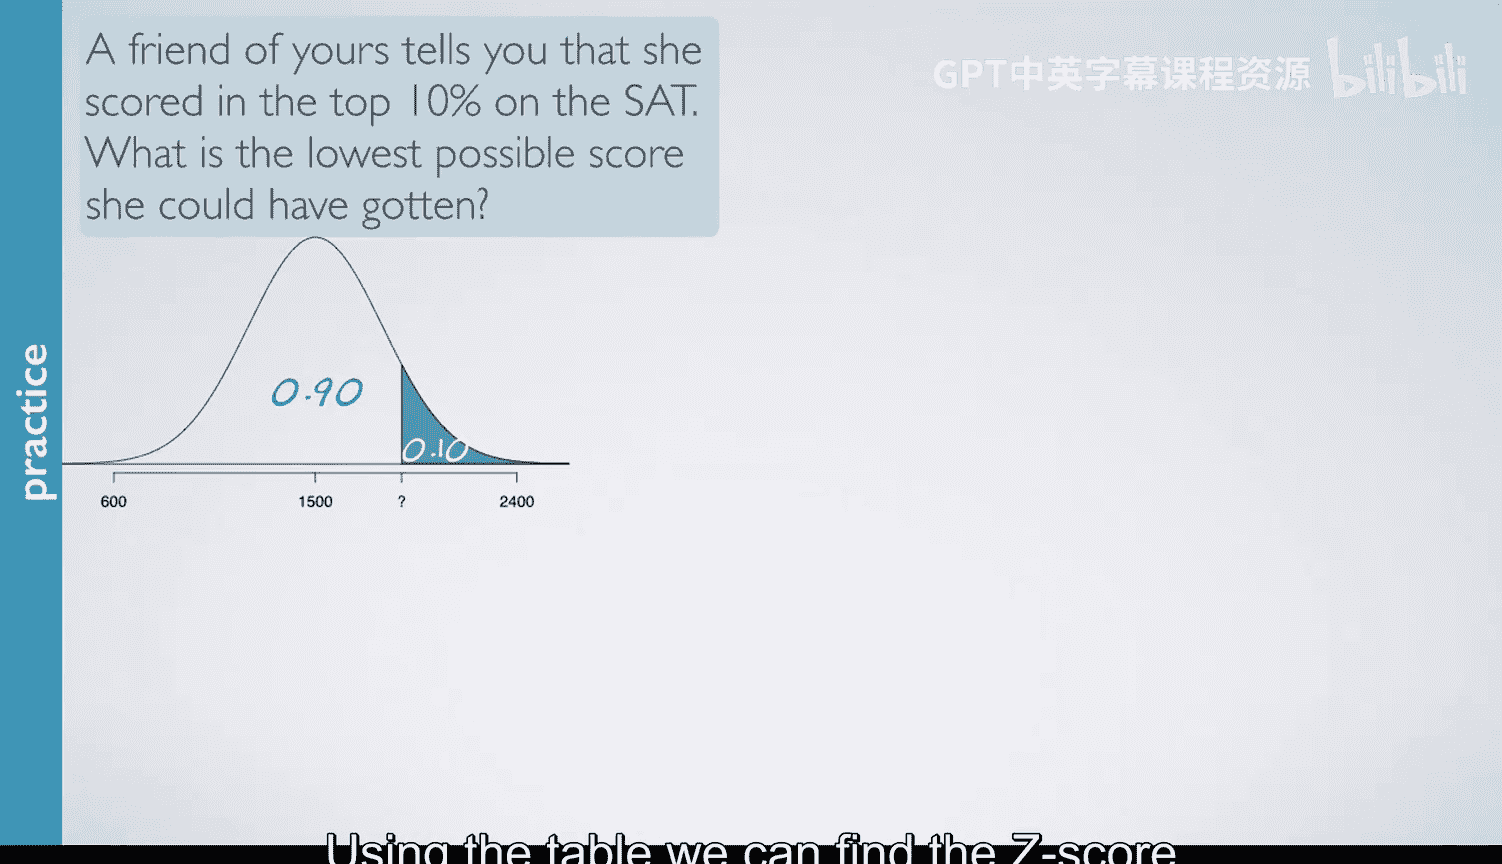 A friend of yours tells you that she
scored in the top 10% on the SAT.
What is the lowest possible score
she could have gotten?
GPT中英字幕课程资源 bilibili
practice
0.90
0.10
600 1500 ? 2400
Using the table we can find the Z-score